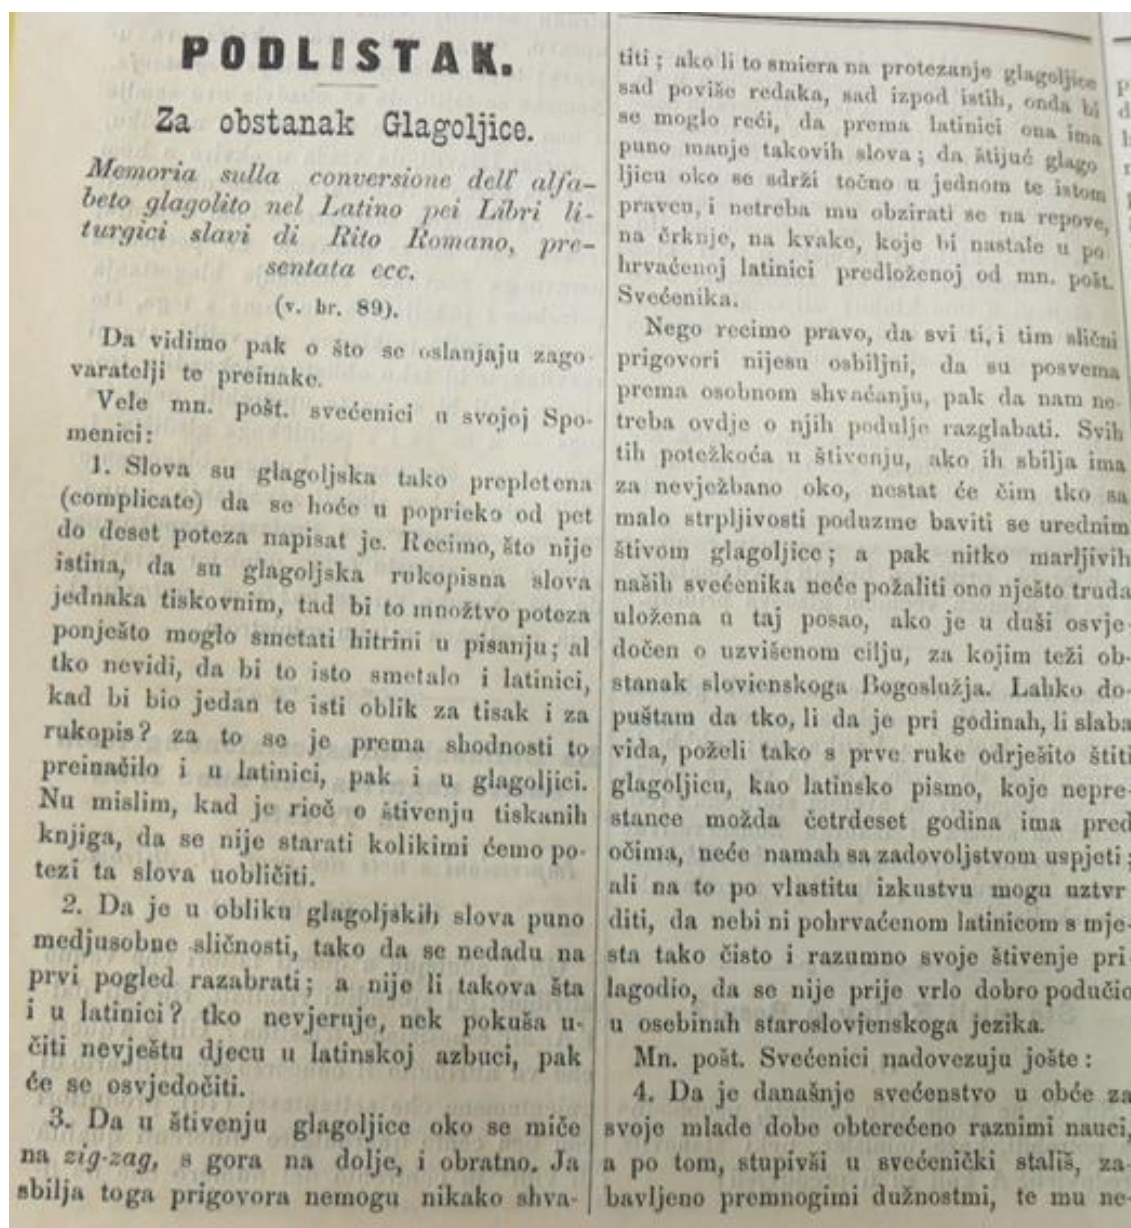 PODLISTAK.
Za obstanak Glagoljice.
Memoria sulla conversione dell' alfa-
beto glagolito nel Latino pei Libri li-
turgici slavi di Rito Romano, pre-
sentata ecc.
(v. br. 89).
Da vidimo pak o što se oslanjaju zago-
varatelji te preinake.
Vele mn. pošt. svećenici u svojoj Spo-
menici:
1. Slova su glagoljska tako prepletena
(complicate) da se hoće u poprieko od pet
do deset poteza napisat je. Recimo, što nije
istina, da su glagoljska rukopisna slova
jednaka tiskovnim, tad bi to množtvo poteza
ponješto moglo smetati hitrini u pisanju; al
tko nevidi, da bi to isto smetalo i latinici,
kad bi bio jedan te isti oblik za tisak i za
rukopis? za to se je prema shodnosti to
preinačilo i u latinici, pak i u glagoljici.
Nu mislim, kad je rieč o štivenju tiskanih
knjiga, da se nije starati kolikimi ćemo po-
tezi ta slova uobličiti.
2. Da je u obliku glagoljskih slova puno
medjusobne sličnosti, tako da se nedadu na
prvi pogled razabrati; a nije li takova šta
i u latinici? tko nevjeruje, nek pokuša u-
čiti nevještu djecu u latinskoj azbuci, pak
će se osvjedočiti.
3. Da u štivenju glagoljice oko se miče
na zig-zag, s gora na dolje, i obratno. Ja
sbilja toga prigovora nemogu nikako shva-
titi; ako li to smiera na protezanje glagoljice
sad poviše redaka, sad izpod istih, onda bi
se moglo reći, da prema latinici ona ima
puno manje takovih slova; da štijuć glago
ljicu oko se sdrži točno u jednom te istom
pravcu, i netreba mu obzirati se na repove,
na črknje, na kvake, koje bi nastale u po
hrvaćenoj latinici predloženoj od mn. pošt.
Svećenika.
Nego recimo pravo, da svi ti, i tim slični
prigovori nijesu osbiljni, da su posvema
prema osobnom shvaćanju, pak da nam ne-
treba ovdje o njih podulje razglabati. Svih
tih potežkoća u štivenju, ako ih sbilja ima
za nevježbano oko, nestat će čim tko sa
malo strpljivosti poduzme baviti se urednim
štivom glagoljice; a pak nitko marljivih
naših svećenika neće požaliti ono nješto truda
uložena u taj posao, ako je u duši osvje-
dočen o uzvišenom cilju, za kojim teži ob-
stanak slovienskoga Bogoslužja. Lahko do-
puštam da tko, li da je pri godinah, li slaba
vida, poželi tako s prve ruke odrješito štiti
glagoljicu, kao latinsko pismo, koje nepre-
stance možda četrdeset godina ima pred
očima, neće namah sa zadovoljstvom uspjeti;
ali na to po vlastitu izkustvu mogu uztvr
diti, da nebi ni pohrvaćenom latinicom s mje-
sta tako čisto i razumno svoje štivenje pri
lagodio, da se nije prije vrlo dobro podučio
u osebinah staroslovjenskoga jezika.
Mn. pošt. Svećenici nadovezuju jošte:
4. Da je današnje svećenstvo u obće za
svoje mlade dobe obterećeno raznimi nauci,
a po tom, stupivši u svećenički stališ, za-
bavljeno premnogimi dužnostmi, te mu ne-